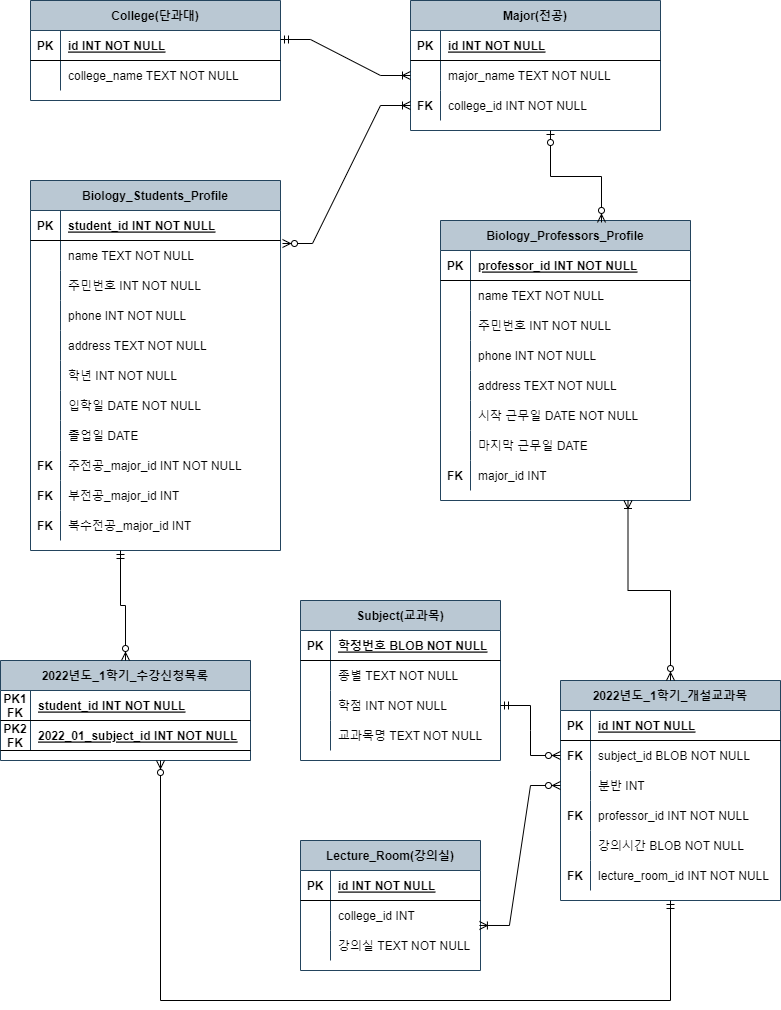 College(단과대)
PK id INT NOT NULL
college_name TEXT NOT NULL
Major(전공)
PK id INT NOT NULL
major_name TEXT NOT NULL
FK college_id INT NOT NULL
Biology_Students_Profile
PK student_id INT NOT NULL
name TEXT NOT NULL
주민번호 INT NOT NULL
phone INT NOT NULL
address TEXT NOT NULL
학년 INT NOT NULL
입학일 DATE NOT NULL
졸업일 DATE
FK 주전공_major_id INT NOT NULL
FK 부전공_major_id INT
FK 복수전공_major_id INT
Biology_Professors_Profile
PK professor_id INT NOT NULL
name TEXT NOT NULL
주민번호 INT NOT NULL
phone INT NOT NULL
address TEXT NOT NULL
시작 근무일 DATE NOT NULL
마지막 근무일 DATE
FK major_id INT
Subject(교과목)
PK 학정번호 BLOB NOT NULL
종별 TEXT NOT NULL
학점 INT NOT NULL
교과목명 TEXT NOT NULL
2022년도_1학기_수강신청목록
PK1
FK student_id INT NOT NULL
PK2
FK 2022_01_subject_id INT NOT NULL
2022년도_1학기_개설교과목
PK id INT NOT NULL
FK subject_id BLOB NOT NULL
분반 INT
FK professor_id INT NOT NULL
강의시간 BLOB NOT NULL
FK lecture_room_id INT NOT NULL
Lecture_Room(강의실)
PK id INT NOT NULL
college_id INT
강의실 TEXT NOT NULL